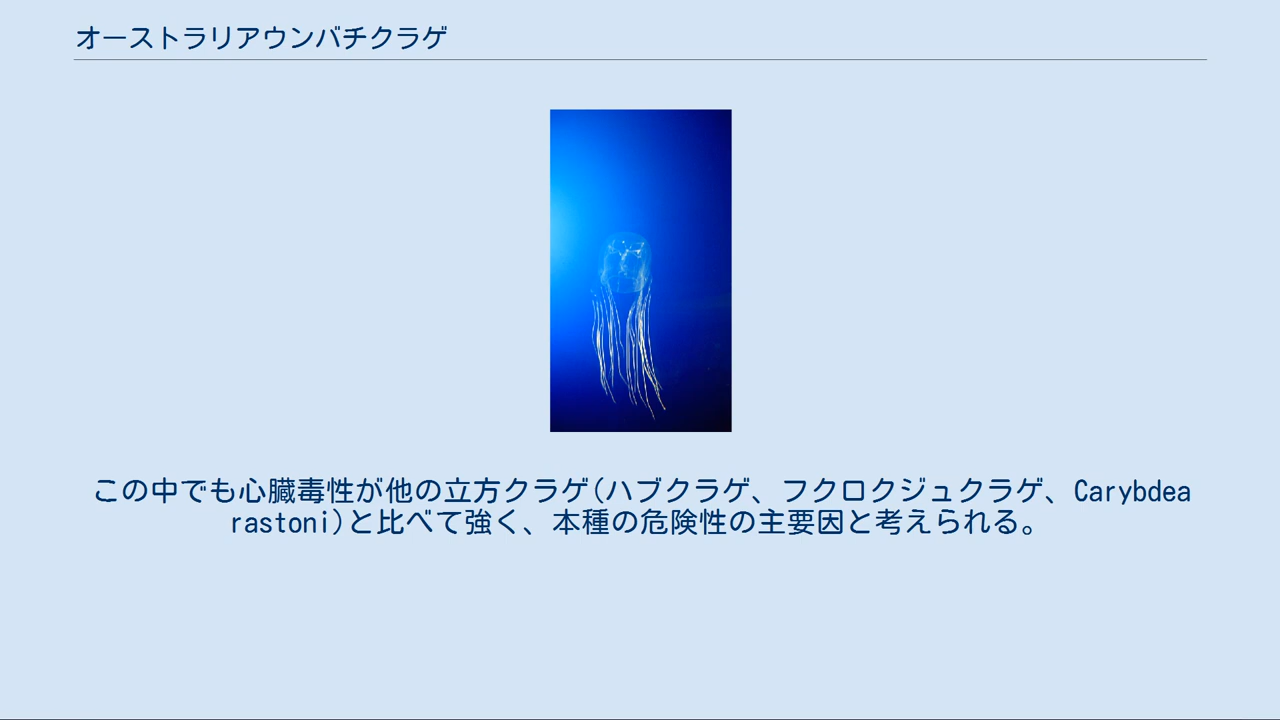 オーストラリアウンバチクラゲ
この中でも心臓毒性が他の立方クラゲ(ハブクラゲ、フクロクジュクラゲ、Carybdea
rastoni)と比べて強く、本種の危険性の主要因と考えられる。